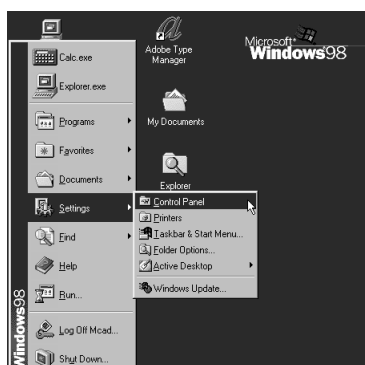 Calc.exe
Explorer.exe
Programs
Favorites
Documents
Settings
Find
Help
Run...
Log Off Mcad...
Shut Down...
Windows98
Adobe Type
Manager
My Documents
Explorer
Control Panel
Printers
Taskbar & Start Menu...
Folder Options...
Active Desktop
Windows Update...
Microsoft
Windows98